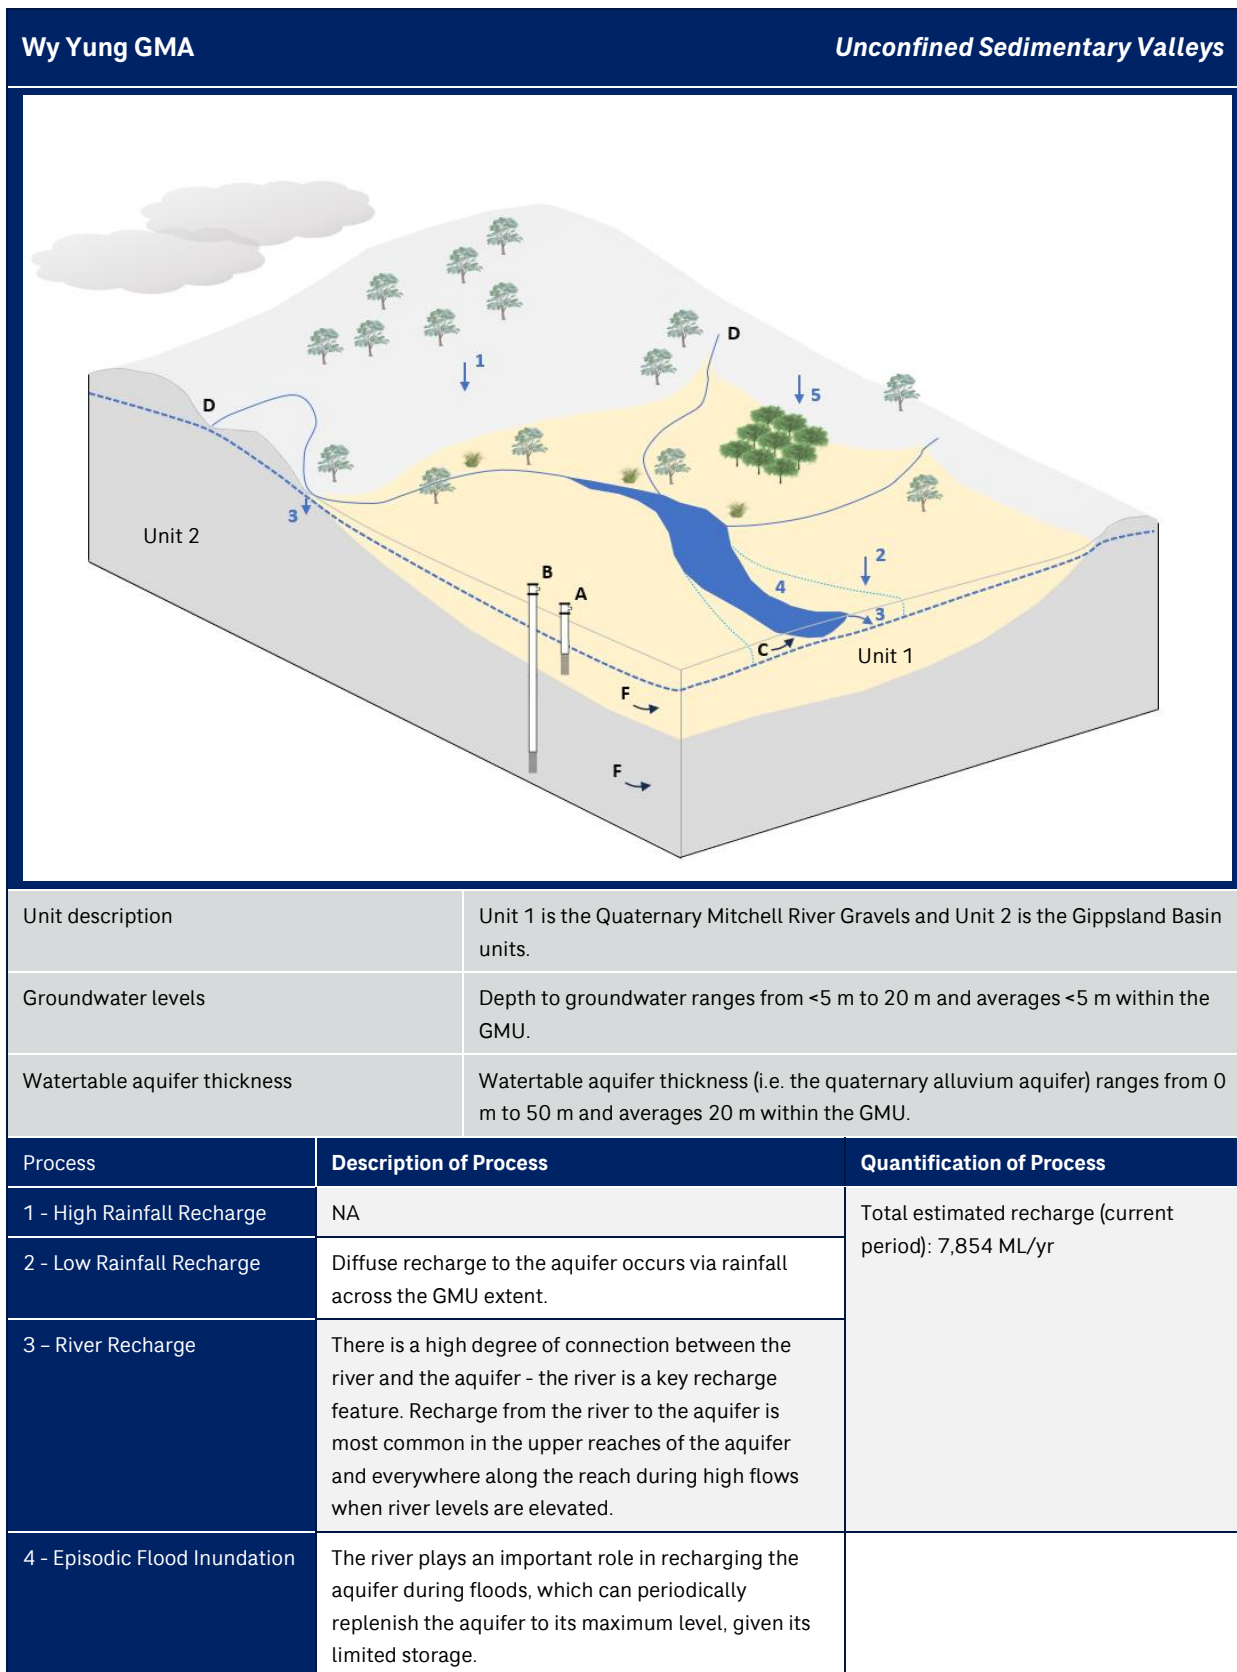 Wy Yung GMA
Unconfined Sedimentary Valleys
D
1
D
5
3
Unit 2
B
A
2
4
3
C
Unit 1
F
F
Unit description
Unit 1 is the Quaternary Mitchell River Gravels and Unit 2 is the Gippsland Basin
units.
Groundwater levels
Depth to groundwater ranges from <5 m to 20 m and averages <5 m within the
GMU.
Watertable aquifer thickness
Watertable aquifer thickness (i.e. the quaternary alluvium aquifer) ranges from 0
m to 50 m and averages 20 m within the GMU.
Process
Description of Process
Quantification of Process
1 - High Rainfall Recharge
NA
Total estimated recharge (current
period): 7,854 ML/yr
2 - Low Rainfall Recharge
Diffuse recharge to the aquifer occurs via rainfall
across the GMU extent.
3 – River Recharge
There is a high degree of connection between the
river and the aquifer - the river is a key recharge
feature. Recharge from the river to the aquifer is
most common in the upper reaches of the aquifer
and everywhere along the reach during high flows
when river levels are elevated.
4 - Episodic Flood Inundation
The river plays an important role in recharging the
aquifer during floods, which can periodically
replenish the aquifer to its maximum level, given its
limited storage.